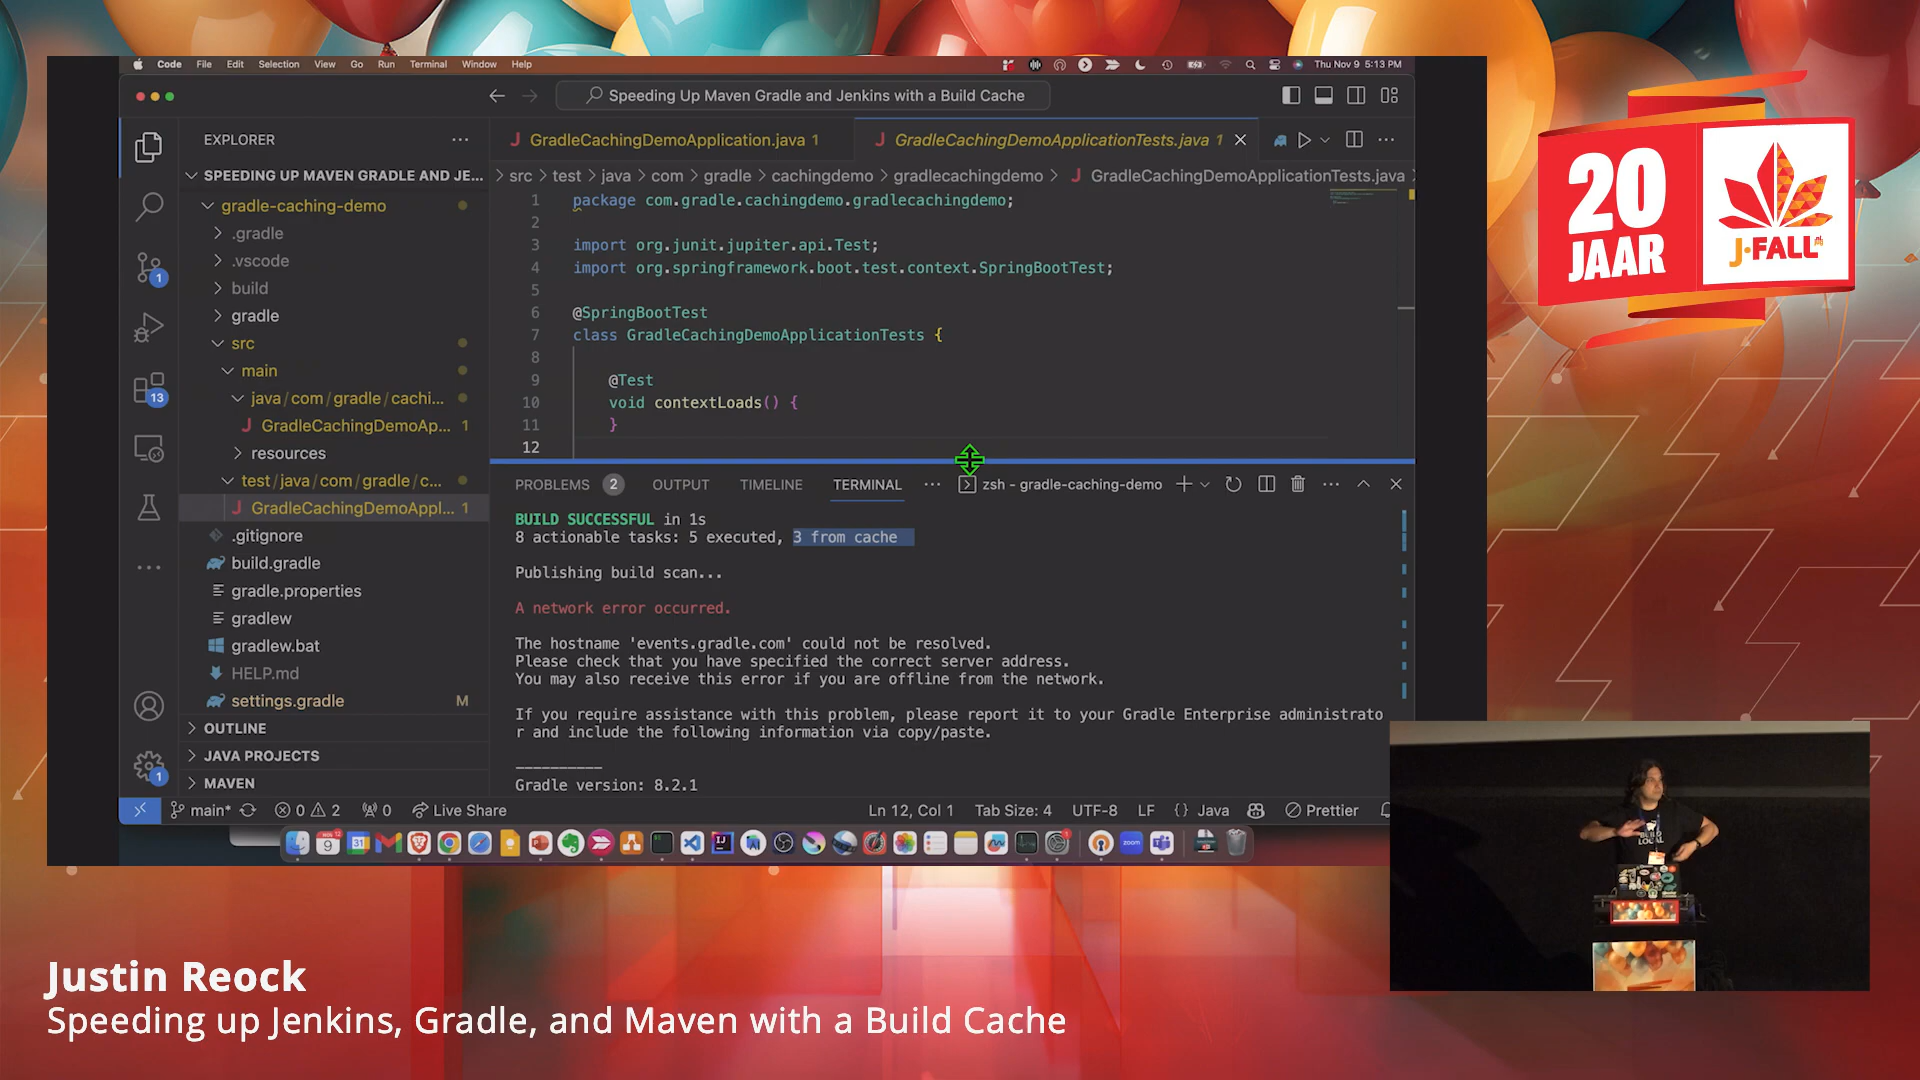 Code File Edit Selection View Go Run Terminal Window Help
Thu Nov 9 5:13 PM
Speeding Up Maven Gradle and Jenkins with a Build Cache
EXPLORER
SPEEDING UP MAVEN GRADLE AND JE...
gradle-caching-demo
.gradle
.vscode
build
gradle
src
main
java/com/gradle/cachi...
GradleCachingDemoAp... 1
resources
test/java/com/gradle/c...
GradleCachingDemoAppl... 1
.gitignore
build.gradle
gradle.properties
gradlew
gradlew.bat
HELP.md
settings.gradle M
OUTLINE
JAVA PROJECTS
MAVEN
1
13
1
GradleCachingDemoApplication.java 1
GradleCachingDemoApplicationTests.java 1
src > test > java > com > gradle > cachingdemo > gradlecachingdemo > GradleCachingDemoApplicationTests.java
1 package com.gradle.cachingdemo.gradlecachingdemo;
2
3 import org.junit.jupiter.api.Test;
4 import org.springframework.boot.test.context.SpringBootTest;
5
6 @SpringBootTest
7 class GradleCachingDemoApplicationTests {
8
9 @Test
10 void contextLoads() {
11 }
12
PROBLEMS 2 OUTPUT TIMELINE TERMINAL
zsh - gradle-caching-demo
BUILD SUCCESSFUL in 1s
8 actionable tasks: 5 executed, 3 from cache
Publishing build scan...
A network error occurred.
The hostname 'events.gradle.com' could not be resolved.
Please check that you have specified the correct server address.
You may also receive this error if you are offline from the network.
If you require assistance with this problem, please report it to your Gradle Enterprise administrato
r and include the following information via copy/paste.
__________
Gradle version: 8.2.1
main* 0 2 0 Live Share
Ln 12, Col 1 Tab Size: 4 UTF-8 LF {} Java Prettier
zoom
20
JAAR
J-FALL
BUILD
LOCAL
Justin Reock
Speeding up Jenkins, Gradle, and Maven with a Build Cache